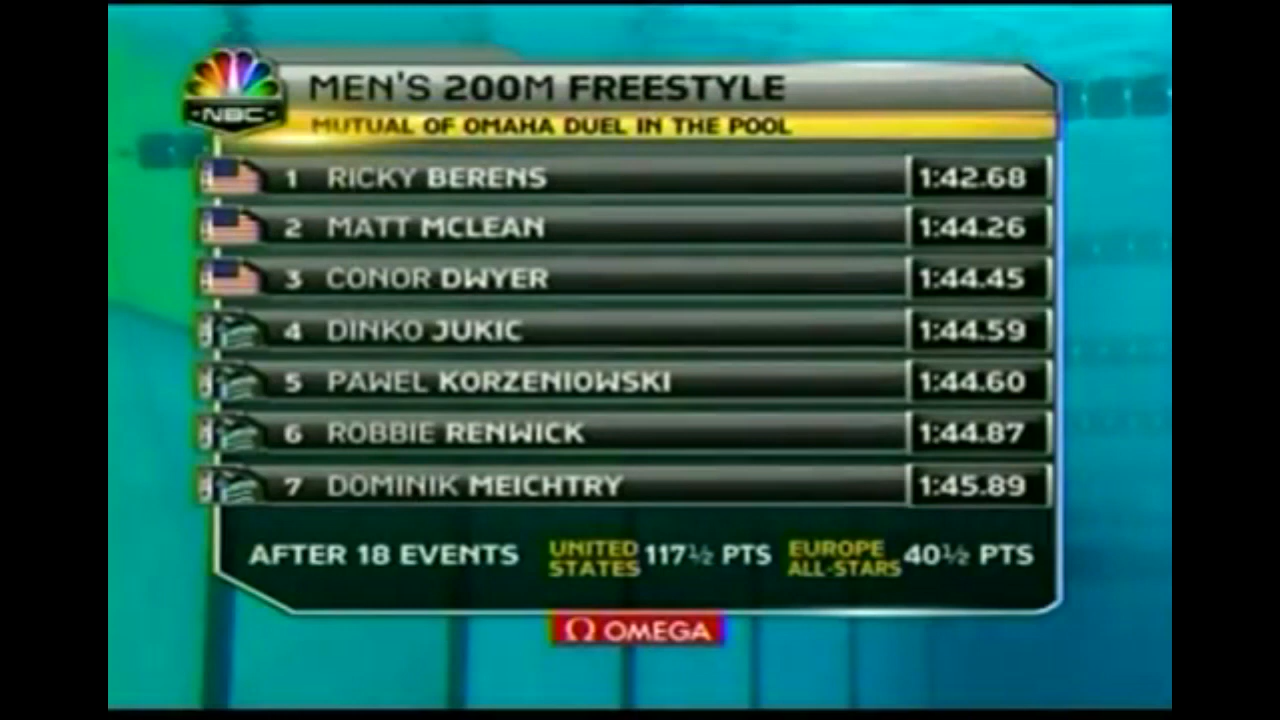 NBC
MEN'S 200M FREESTYLE
MUTUAL OF OMAHA DUEL IN THE POOL
1 RICKY BERENS 1:42.68
2 MATT MCLEAN 1:44.26
3 CONOR DWYER 1:44.45
4 DINKO JUKIC 1:44.59
5 PAWEL KORZENIOWSKI 1:44.60
6 ROBBIE RENWICK 1:44.87
7 DOMINIK MEICHTRY 1:45.89
AFTER 18 EVENTS UNITED STATES 117½ PTS EUROPE ALL-STARS 40½ PTS
Ω OMEGA